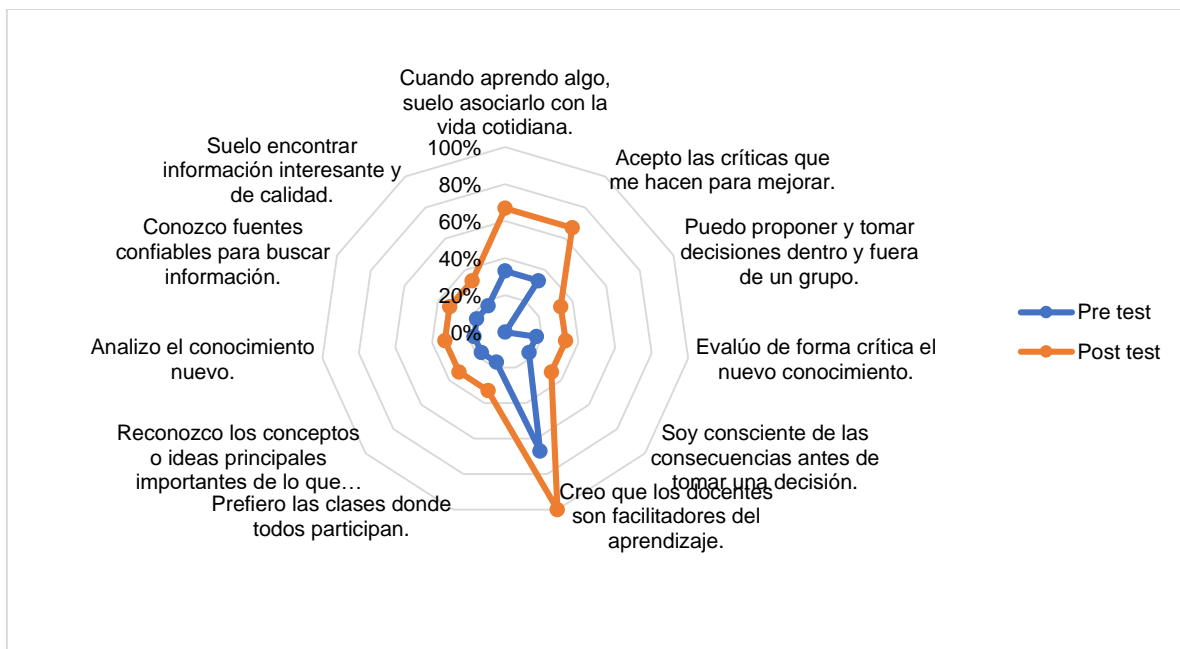 Cuando aprendo algo,
suelo asociarlo con la
vida cotidiana.
Acepto las críticas que
me hacen para mejorar.
Puedo proponer y tomar
decisiones dentro y fuera
de un grupo.
Evalúo de forma crítica el
nuevo conocimiento.
Soy consciente de las
consecuencias antes de
tomar una decisión.
Creo que los docentes
son facilitadores del
aprendizaje.
Prefiero las clases donde
todos participan.
Reconozco los conceptos
o ideas principales
importantes de lo que…
Analizo el conocimiento
nuevo.
Conozco fuentes
confiables para buscar
información.
Suelo encontrar
información interesante y
de calidad.
100%
80%
60%
40%
20%
0%
Pre test
Post test